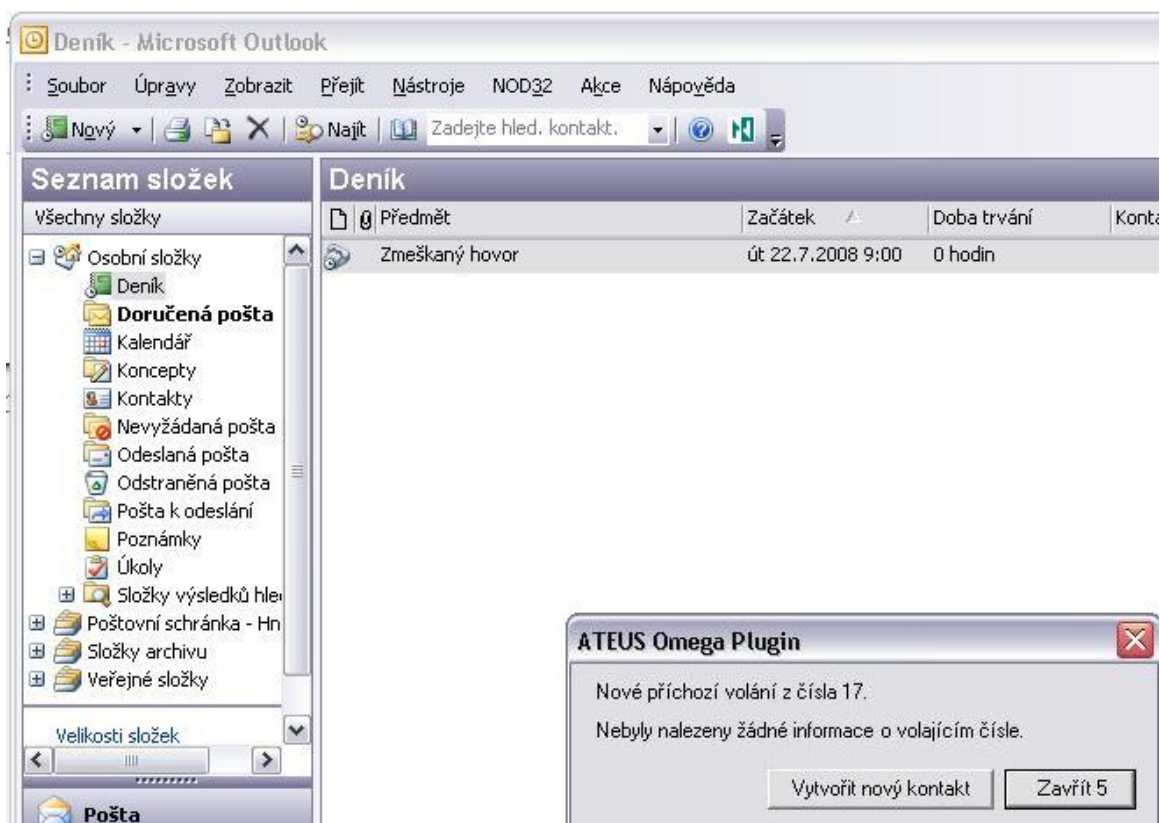 Deník - Microsoft Outlook
Soubor Úpravy Zobrazit Přejít Nástroje NOD32 Akce Nápověda
Nový Najít Zadejte hled. kontakt.
Seznam složek
Deník
Všechny složky
Předmět Začátek Doba trvání Konta
Osobní složky
Zmeškaný hovor út 22.7.2008 9:00 0 hodin
Deník
Doručená pošta
Kalendář
Koncepty
Kontakty
Nevyžádaná pošta
Odeslaná pošta
Odstraněná pošta
Pošta k odeslání
Poznámky
Úkoly
Složky výsledků hle
Poštovní schránka - Hn
Složky archivu
Veřejné složky
Velikosti složek
Pošta
ATEUS Omega Plugin
Nové příchozí volání z čísla 17.
Nebyly nalezeny žádné informace o volajícím čísle.
Vytvořit nový kontakt Zavřít 5